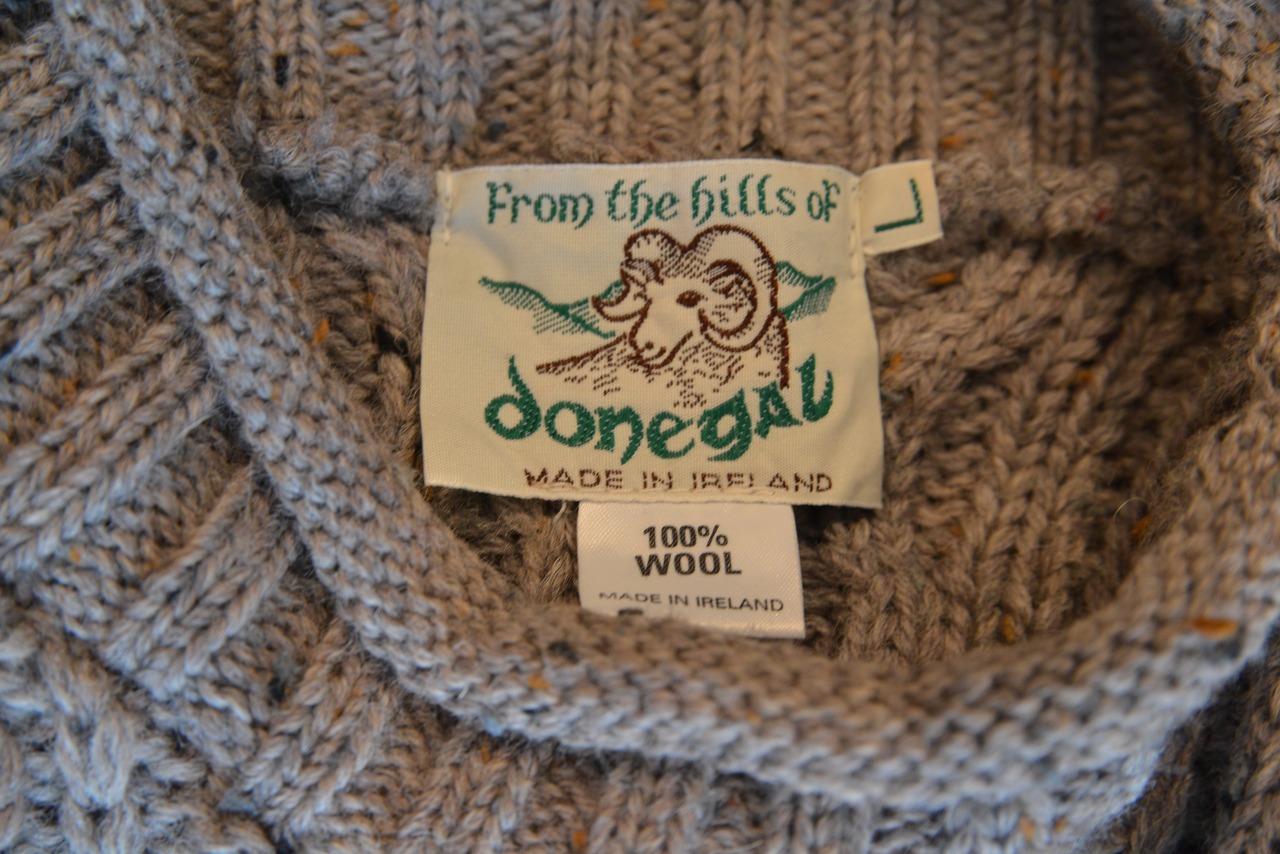 From the hills of
L
donegal
MADE IN IRELAND
100%
WOOL
MADE IN IRELAND